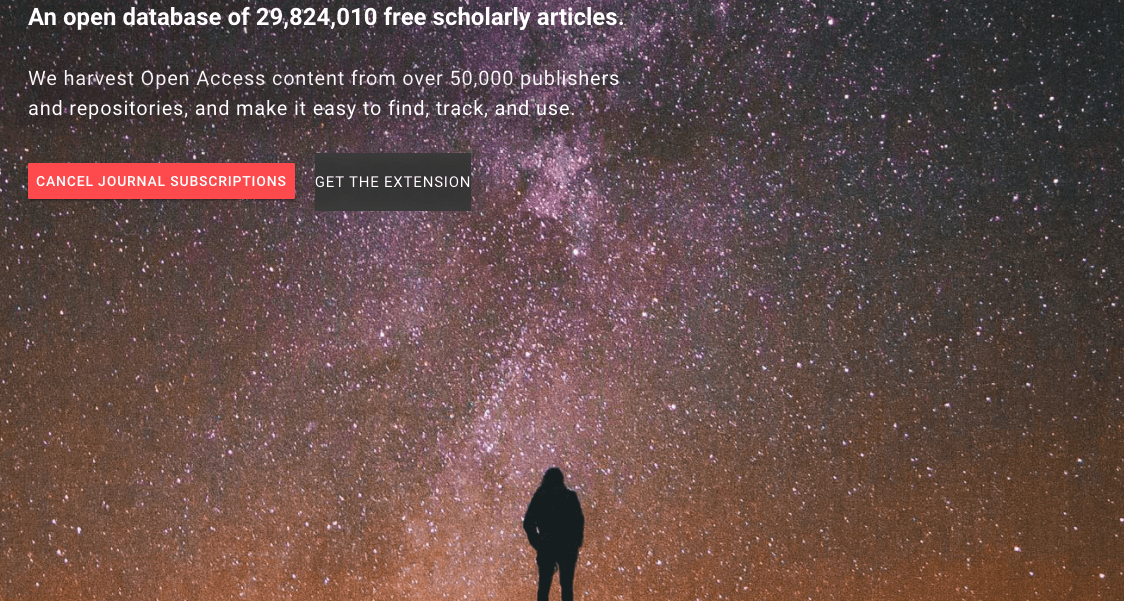 An open database of 29,824,010 free scholarly articles.
We harvest Open Access content from over 50,000 publishers
and repositories, and make it easy to find, track, and use.
CANCEL JOURNAL SUBSCRIPTIONS
GET THE EXTENSION